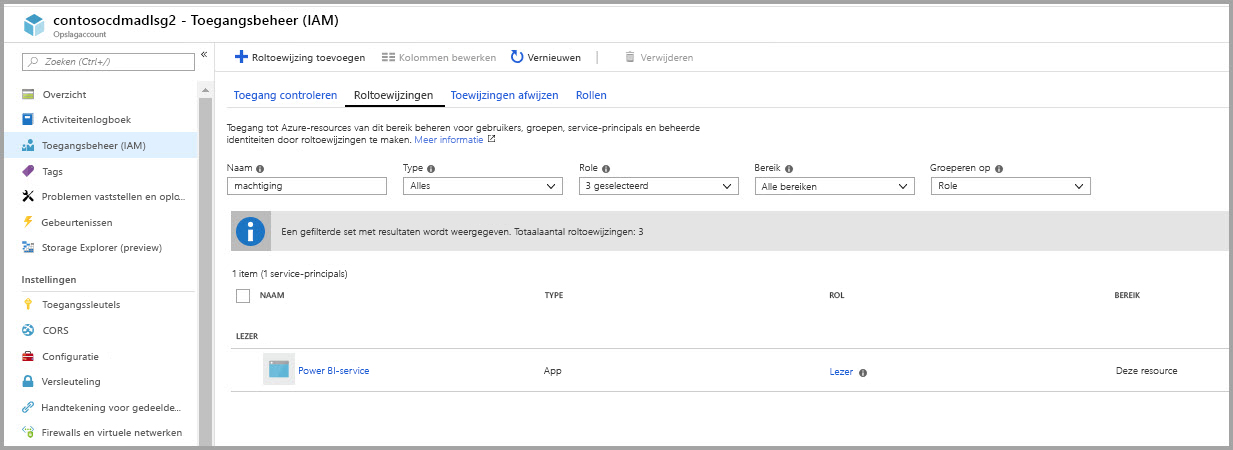 contosocdmadlsg2 - Toegangsbeheer (IAM)
Opslagaccount
Zoeken (Ctrl+/)
«
Overzicht
Activiteitenlogboek
Toegangsbeheer (IAM)
Tags
Problemen vaststellen en oplo...
Gebeurtenissen
Storage Explorer (preview)
Instellingen
Toegangssleutels
CORS
Configuratie
Versleuteling
Handtekening voor gedeelde...
Firewalls en virtuele netwerken
Roltoewijzing toevoegen Kolommen bewerken Vernieuwen Verwijderen
Toegang controleren Roltoewijzingen Toewijzingen afwijzen Rollen
Toegang tot Azure-resources van dit bereik beheren voor gebruikers, groepen, service-principals en beheerde
identiteiten door roltoewijzingen te maken. Meer informatie
Naam Type Role Bereik Groeperen op
machtiging Alles 3 geselecteerd Alle bereiken Role
Een gefilterde set met resultaten wordt weergegeven. Totaalaantal roltoewijzingen: 3
1 item (1 service-principals)
NAAM TYPE ROL BEREIK
LEZER
Power BI-service App Lezer Deze resource